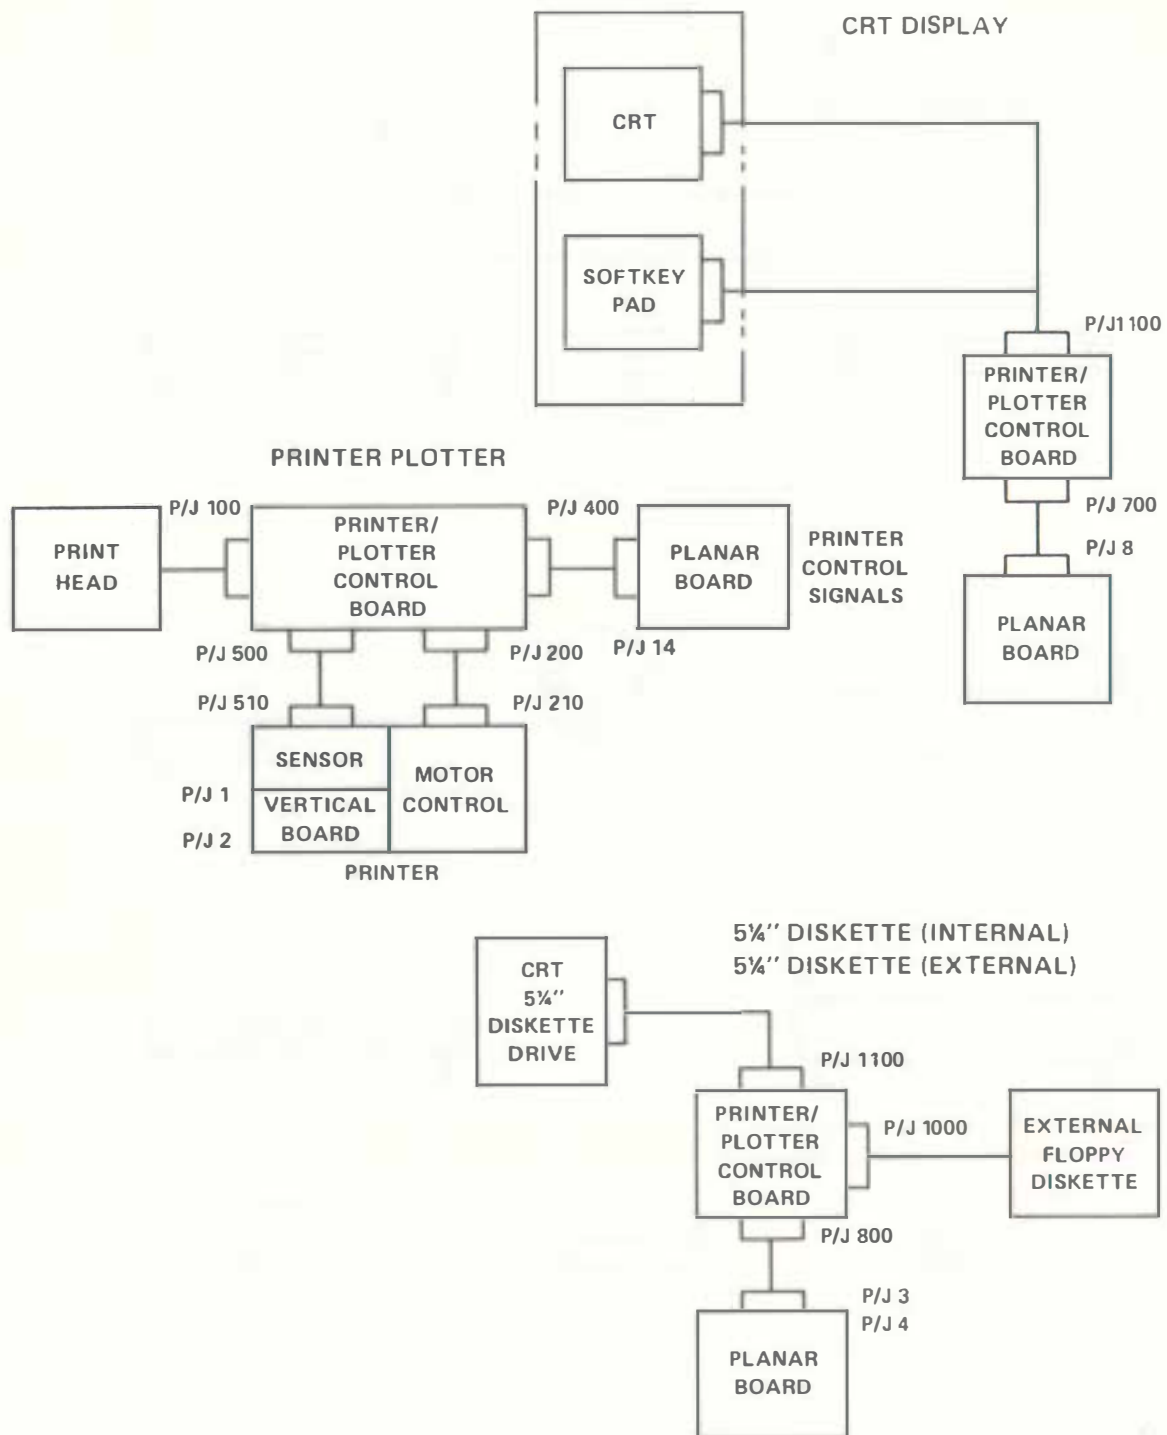 CRT DISPLAY
CRT
SOFTKEY
PAD
P/J1100
PRINTER/
PLOTTER
CONTROL
BOARD
P/J 700
P/J 8
PLANAR
BOARD
PRINTER PLOTTER
P/J 100
PRINT
HEAD
PRINTER/
PLOTTER
CONTROL
BOARD
P/J 400
PLANAR
BOARD
PRINTER
CONTROL
SIGNALS
P/J 14
P/J 500
P/J 200
P/J 510
P/J 210
SENSOR
MOTOR
CONTROL
P/J 1
VERTICAL
BOARD
P/J 2
PRINTER
5¼'' DISKETTE (INTERNAL)
5¼'' DISKETTE (EXTERNAL)
CRT
5¼''
DISKETTE
DRIVE
P/J 1100
PRINTER/
PLOTTER
CONTROL
BOARD
P/J 1000
EXTERNAL
FLOPPY
DISKETTE
P/J 800
P/J 3
P/J 4
PLANAR
BOARD